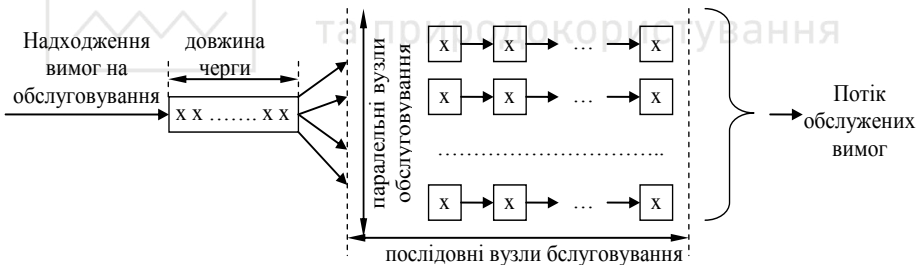 та природокористування
Надходження
вимог на
обслуговування
довжина
черги
х х ……. х х
паралельні вузли
обслуговування
х х … х
х х … х
…………………………..
х х … х
послідовні вузли бслуговування
Потік
обслужених
вимог